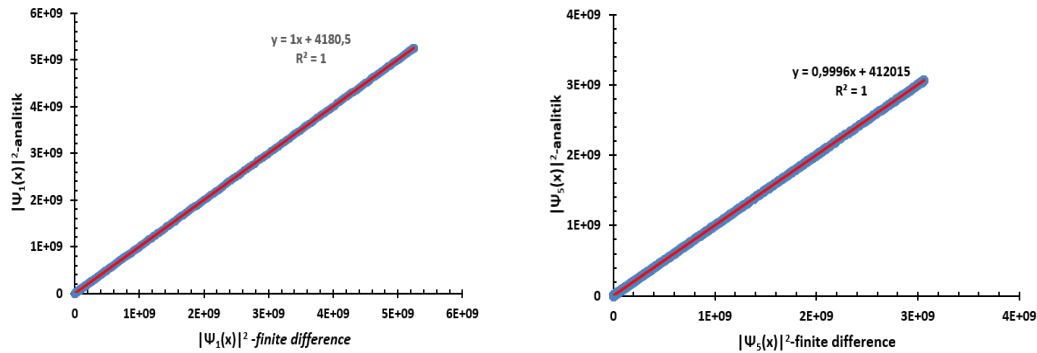 6E+09
5E+09
4E+09
3E+09
2E+09
1E+09
0
|Ψ₁(x)|²-analitik
y = 1x + 4180,5
R² = 1
0 1E+09 2E+09 3E+09 4E+09 5E+09 6E+09
|Ψ₁(x)|² -finite difference
4E+09
3E+09
2E+09
1E+09
0
|Ψ₅(x)|²-analitik
y = 0,9996x + 412015
R² = 1
0 1E+09 2E+09 3E+09 4E+09
|Ψ₅(x)|²-finite difference